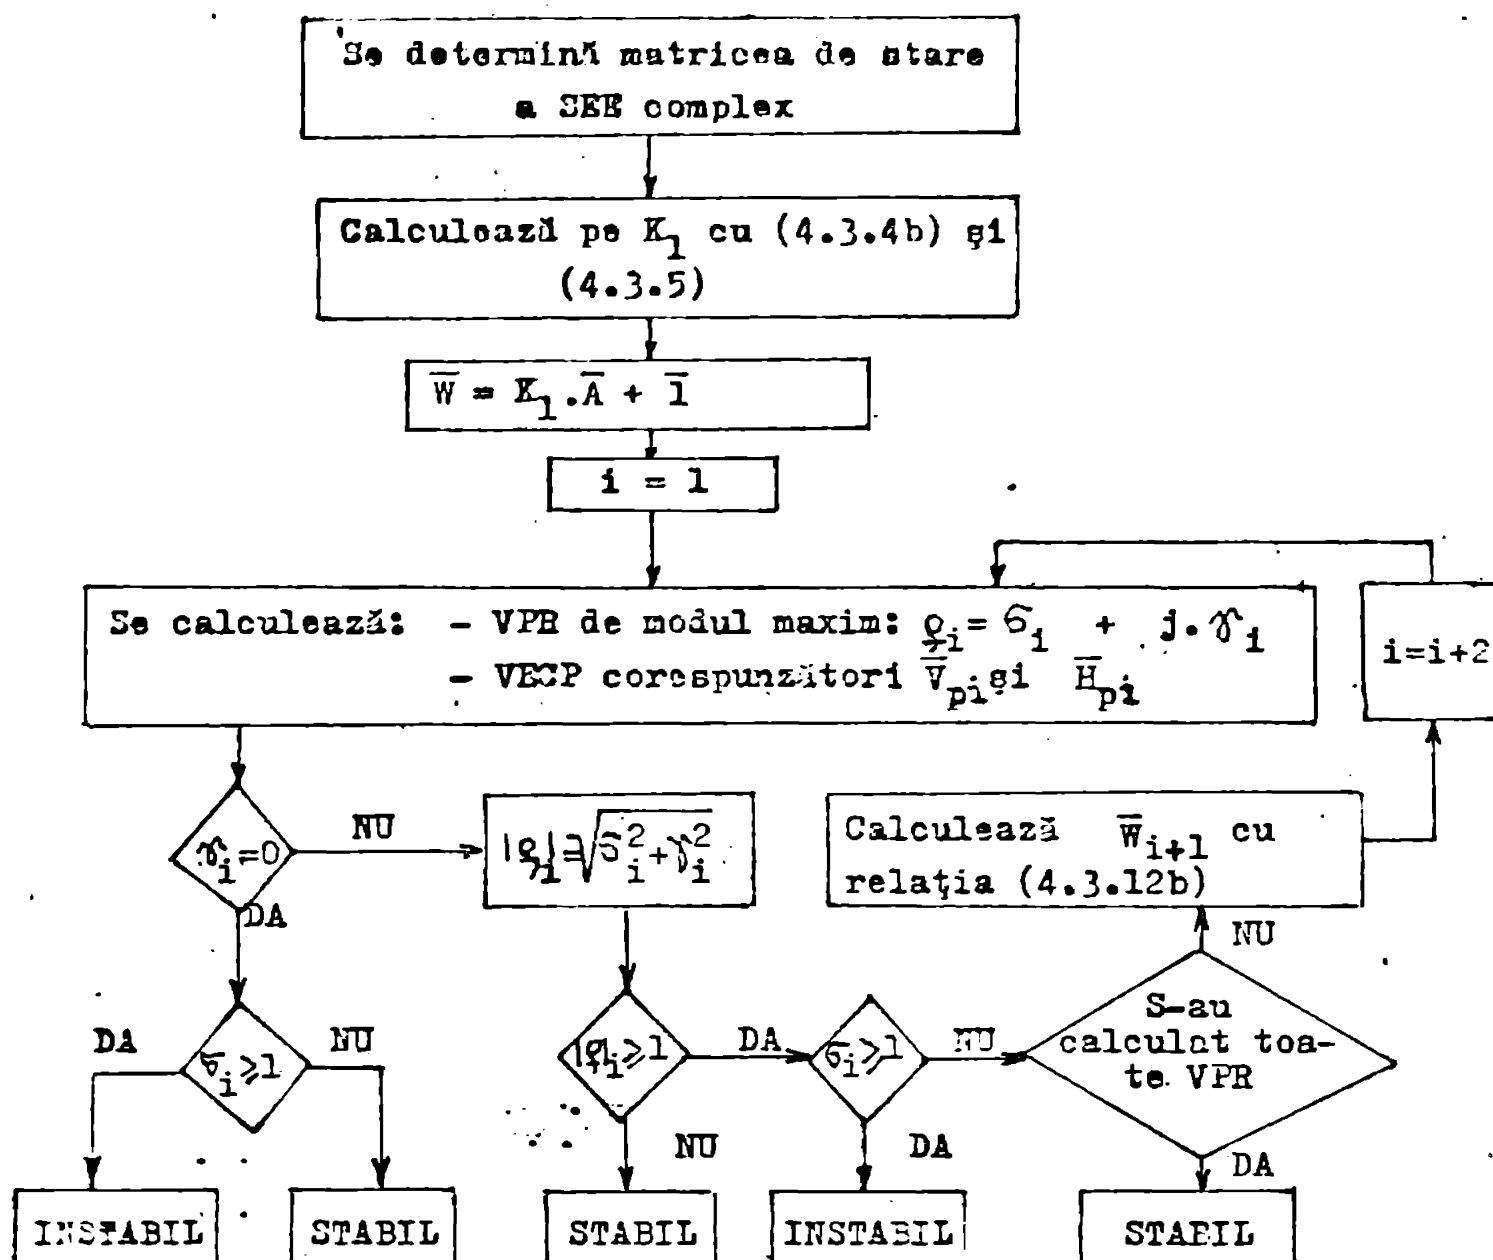 Se determină matricea de stare
a SEE complex
Calculează pe K₁ cu (4.3.4b) şi
(4.3.5)
W̅ = K₁.A̅ + 1̅
i = 1
Se calculează: - VPR de modul maxim: ρᵢ = σᵢ + j.γᵢ
- VECP corespunzători V̅pi şi H̅pi
i=i+2
γᵢ=0
NU
DA
|ρᵢ|=√σᵢ²+γᵢ²
Calculează W̅ᵢ₊₁ cu
relaţia (4.3.12b)
NU
σᵢ≥1
DA
NU
|ρᵢ|≥1
DA
NU
σᵢ≥1
NU
DA
S-au
calculat toa-
te VPR
DA
INSTABIL
STABIL
STABIL
INSTABIL
STABIL